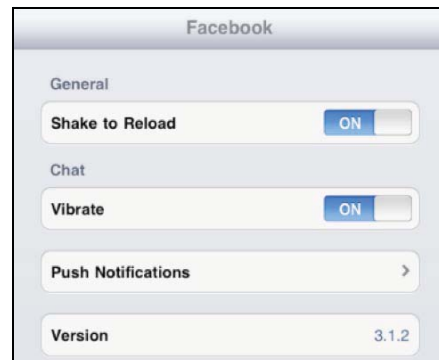 Facebook
General
Shake to Reload ON
Chat
Vibrate ON
Push Notifications
Version 3.1.2